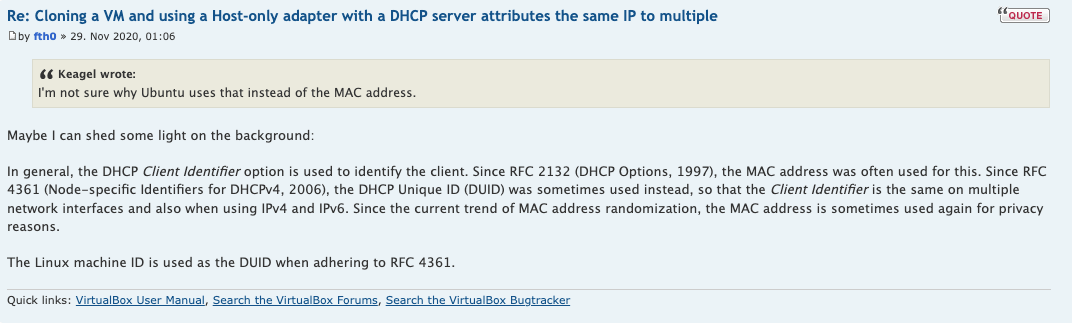 Re: Cloning a VM and using a Host-only adapter with a DHCP server attributes the same IP to multiple
QUOTE
by fth0 » 29. Nov 2020, 01:06
Keagel wrote:
I'm not sure why Ubuntu uses that instead of the MAC address.
Maybe I can shed some light on the background:
In general, the DHCP Client Identifier option is used to identify the client. Since RFC 2132 (DHCP Options, 1997), the MAC address was often used for this. Since RFC
4361 (Node-specific Identifiers for DHCPv4, 2006), the DHCP Unique ID (DUID) was sometimes used instead, so that the Client Identifier is the same on multiple
network interfaces and also when using IPv4 and IPv6. Since the current trend of MAC address randomization, the MAC address is sometimes used again for privacy
reasons.
The Linux machine ID is used as the DUID when adhering to RFC 4361.
Quick links: VirtualBox User Manual, Search the VirtualBox Forums, Search the VirtualBox Bugtracker